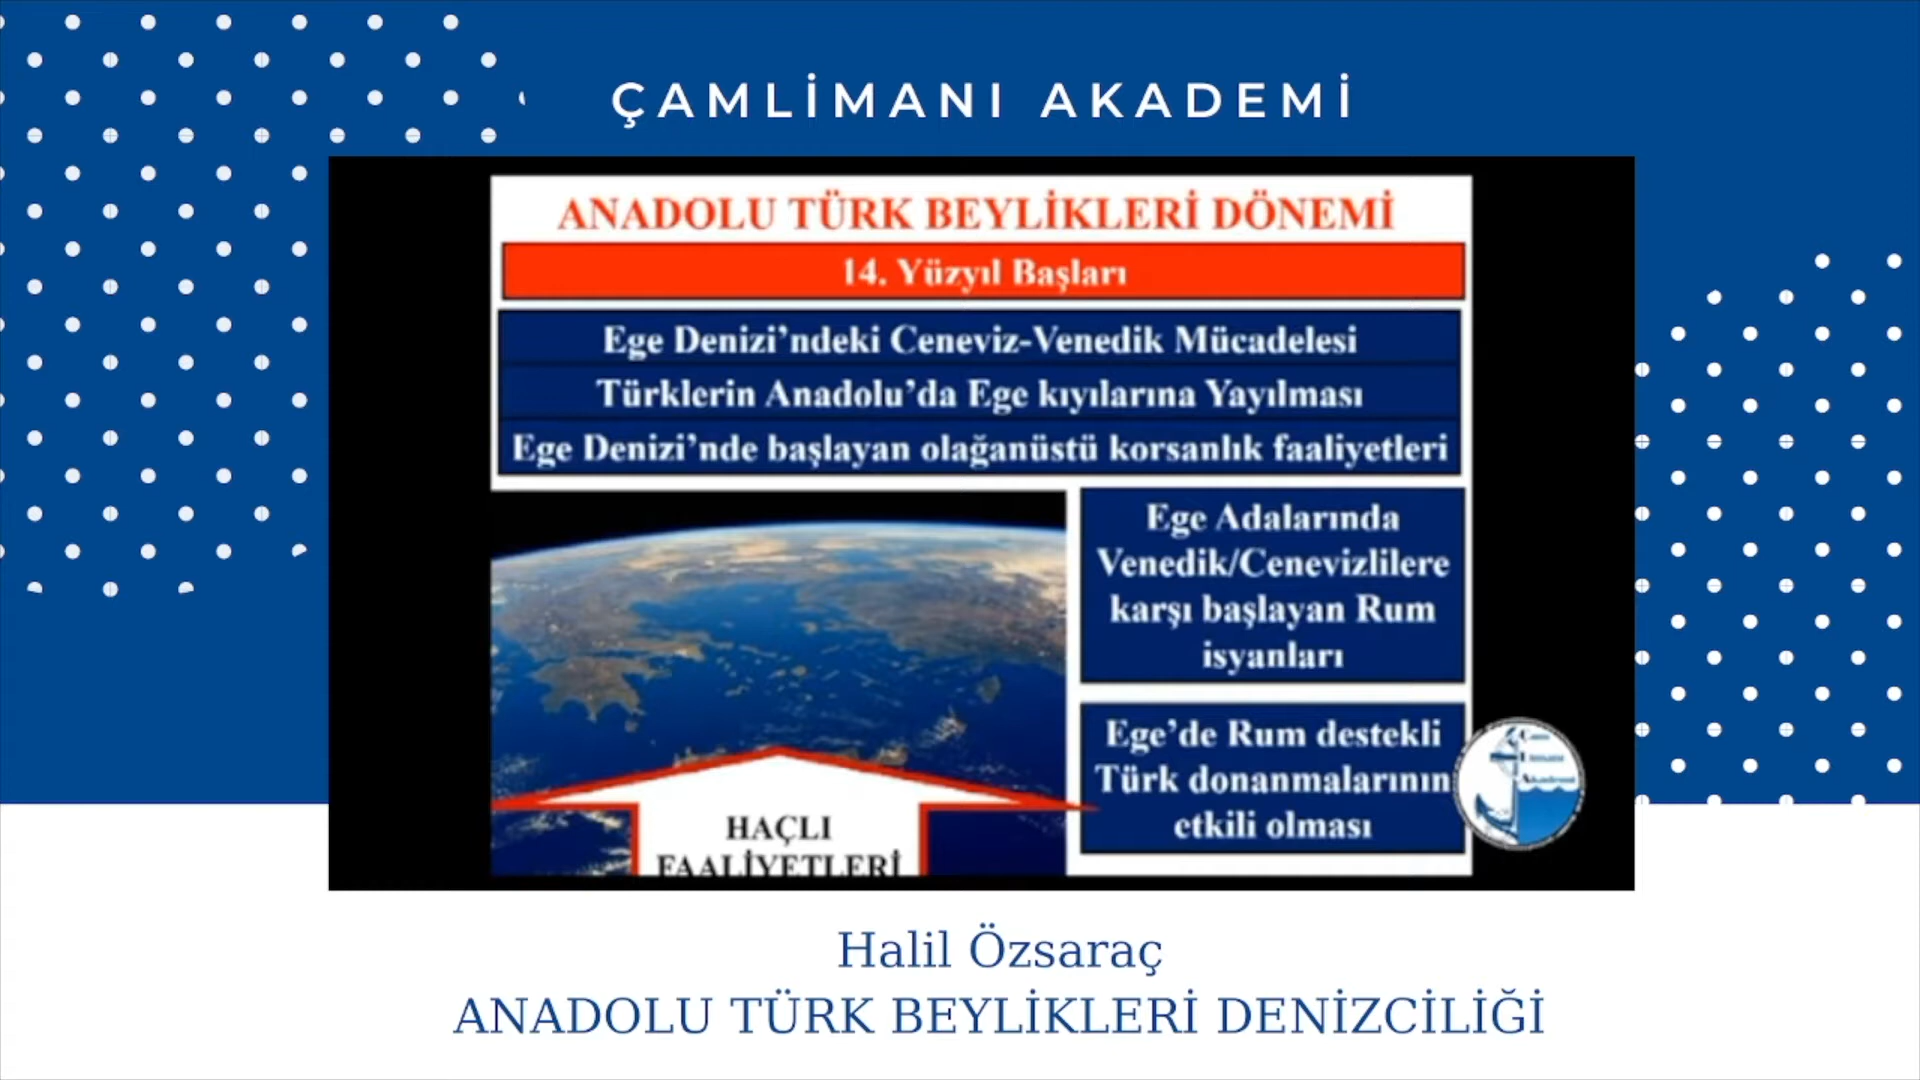 ÇAMLİMANI AKADEMİ
ANADOLU TÜRK BEYLİKLERİ DÖNEMİ
14. Yüzyıl Başları
Ege Denizi’ndeki Ceneviz-Venedik Mücadelesi
Türklerin Anadolu’da Ege kıyılarına Yayılması
Ege Denizi’nde başlayan olağanüstü korsanlık faaliyetleri
Ege Adalarında
Venedik/Cenevizlilere
karşı başlayan Rum
isyanları
Ege’de Rum destekli
Türk donanmalarının
etkili olması
HAÇLI
FAALİYETLERİ
Halil Özsaraç
ANADOLU TÜRK BEYLİKLERİ DENİZCİLİĞİ